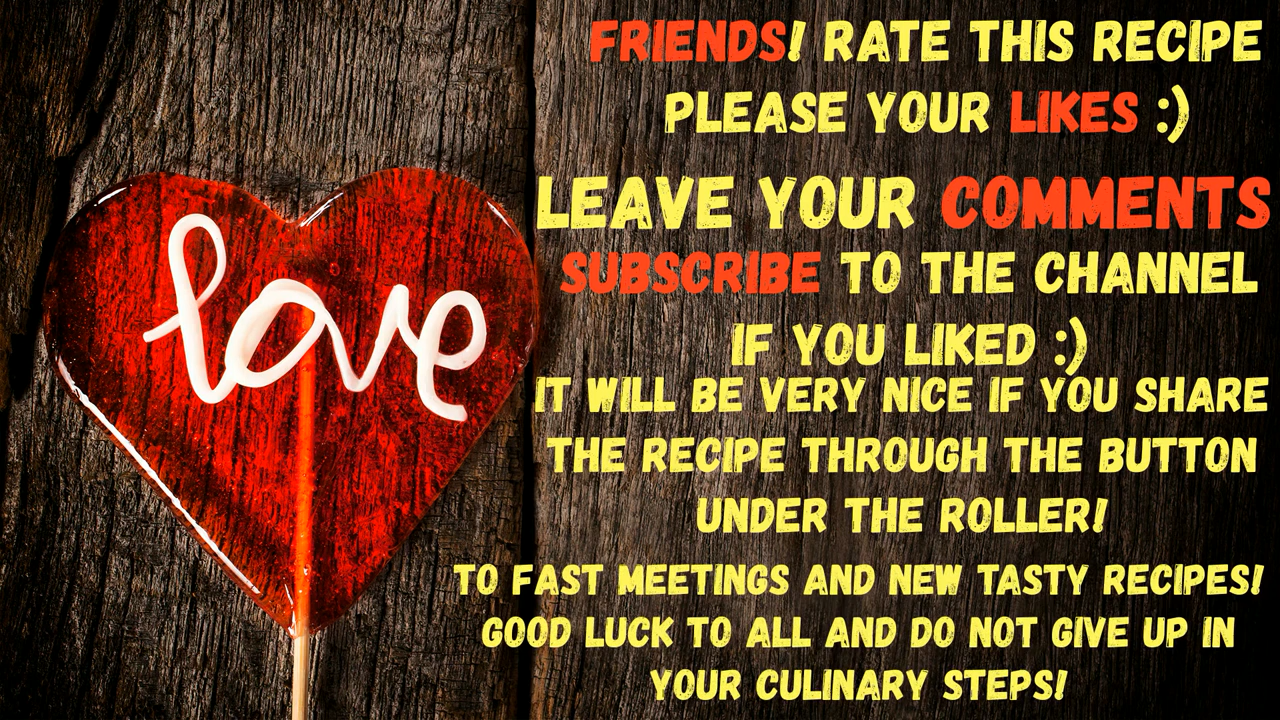 love
FRIENDS! RATE THIS RECIPE
PLEASE YOUR LIKES :)
LEAVE YOUR COMMENTS
SUBSCRIBE TO THE CHANNEL
IF YOU LIKED :)
IT WILL BE VERY NICE IF YOU SHARE
THE RECIPE THROUGH THE BUTTON
UNDER THE ROLLER!
TO FAST MEETINGS AND NEW TASTY RECIPES!
GOOD LUCK TO ALL AND DO NOT GIVE UP IN
YOUR CULINARY STEPS!